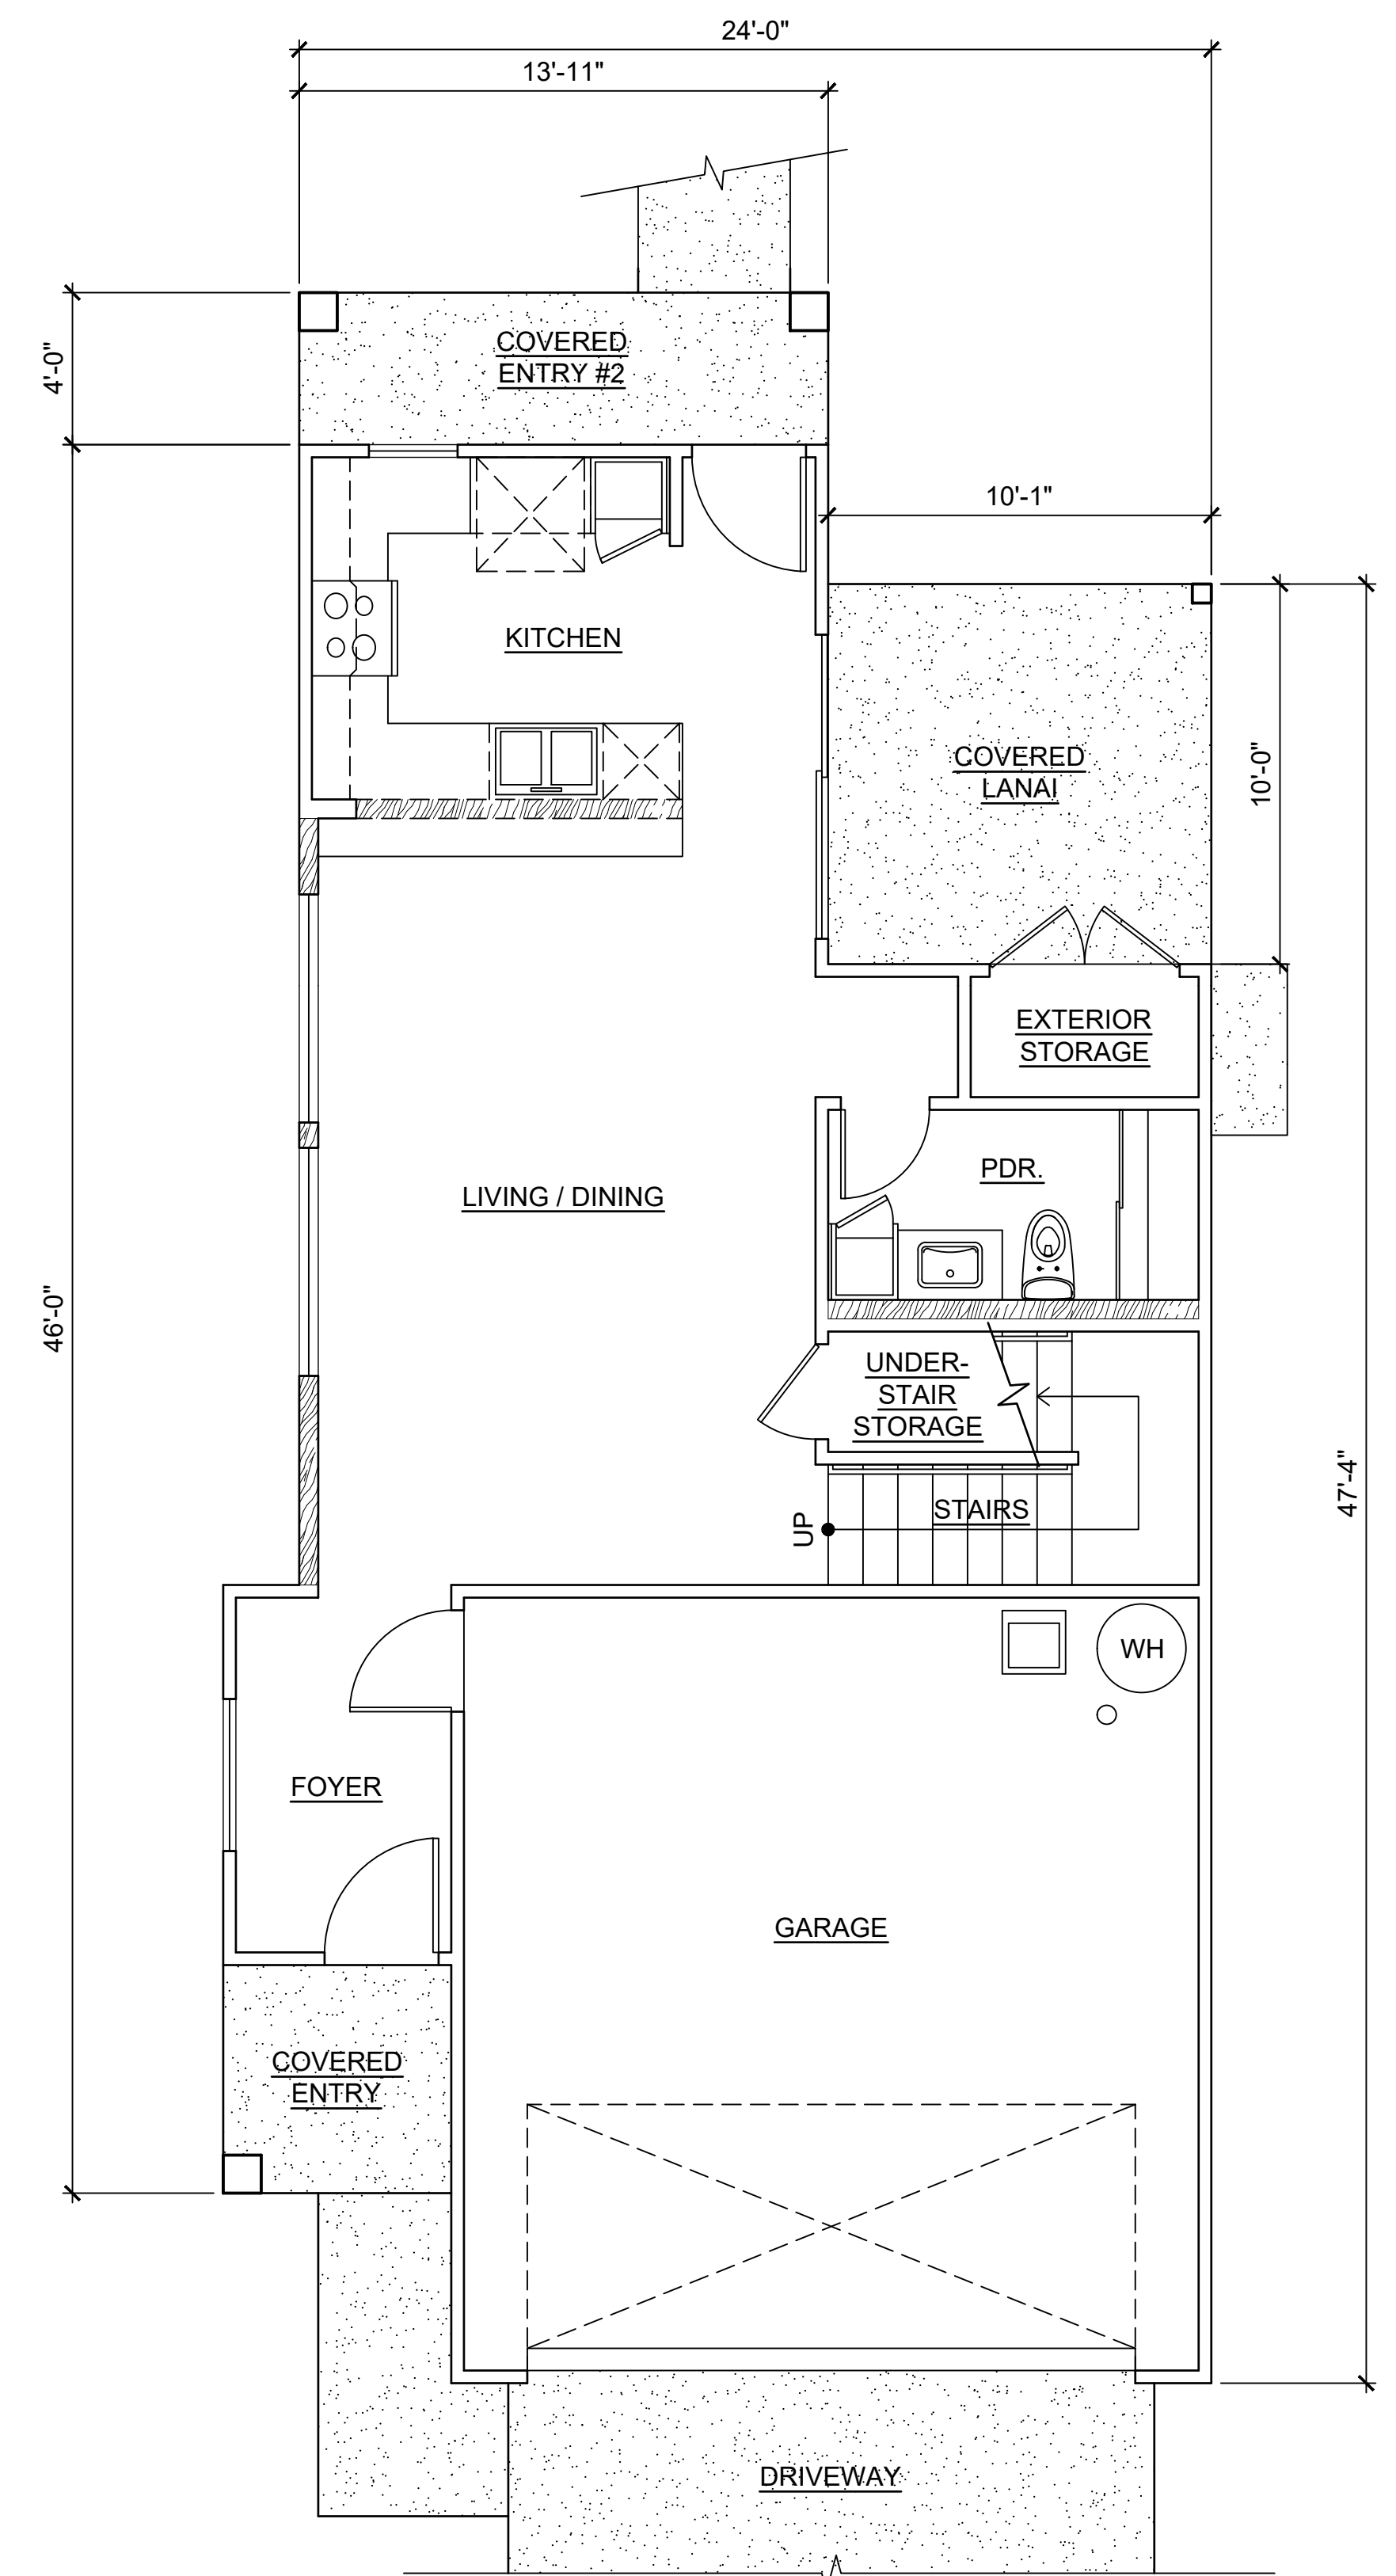 24'-0"
13'-11"
4'-0"
COVERED
ENTRY #2
10'-1"
KITCHEN
COVERED
LANAI
10'-0"
EXTERIOR
STORAGE
PDR.
LIVING / DINING
46'-0"
UNDER-
STAIR
STORAGE
47'-4"
STAIRS
UP
WH
FOYER
GARAGE
COVERED
ENTRY
DRIVEWAY